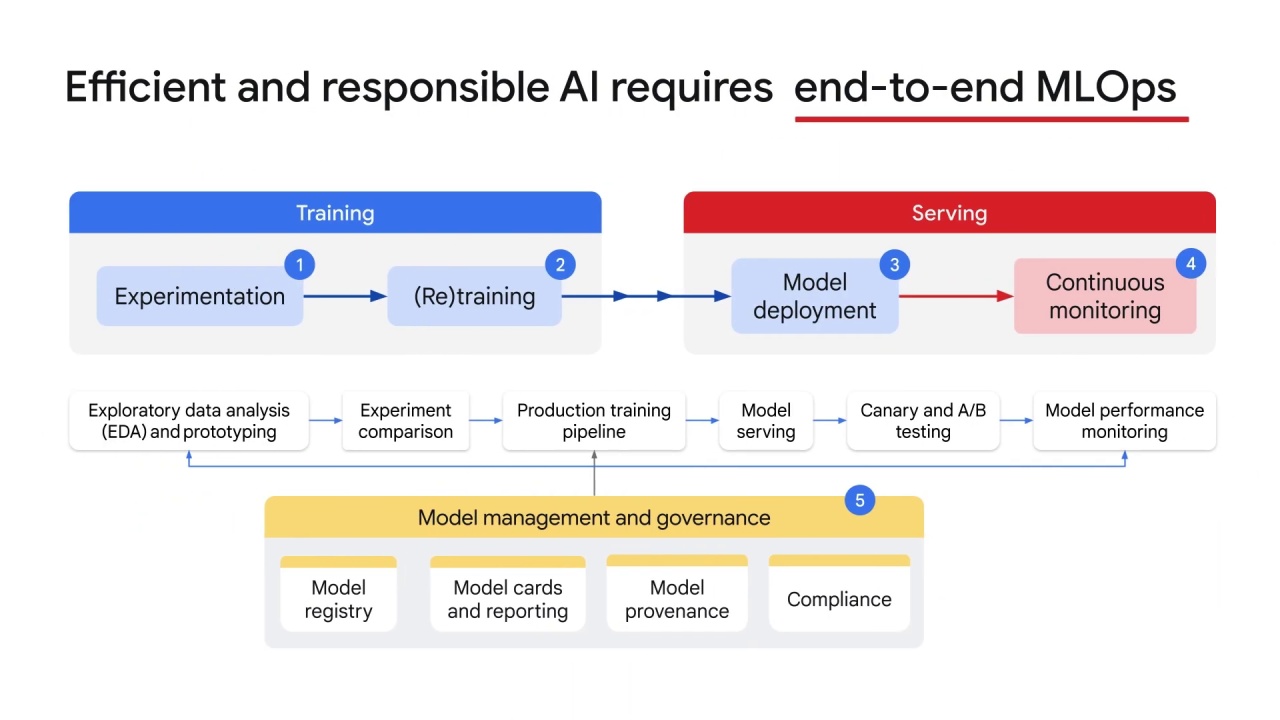 Efficient and responsible AI requires end-to-end MLOps
Training
Serving
1
2
3
4
Experimentation
(Re)training
Model
deployment
Continuous
monitoring
Exploratory data analysis
(EDA) and prototyping
Experiment
comparison
Production training
pipeline
Model
serving
Canary and A/B
testing
Model performance
monitoring
5
Model management and governance
Model
registry
Model cards
and reporting
Model
provenance
Compliance